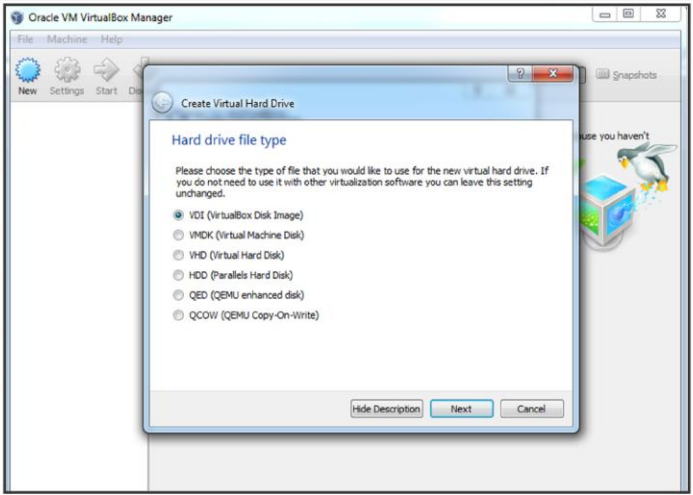 Oracle VM VirtualBox Manager
File Machine Help
New Settings Start
Snapshots
Create Virtual Hard Drive
you haven't
Hard drive file type
Please choose the type of file that you would like to use for the new virtual hard drive. If
you do not need to use it with other virtualization software you can leave this setting
unchanged.
VDI (VirtualBox Disk Image)
VMDK (Virtual Machine Disk)
VHD (Virtual Hard Disk)
HDD (Parallels Hard Disk)
QED (QEMU enhanced disk)
QCOW (QEMU Copy-On-Write)
Hide Description Next Cancel